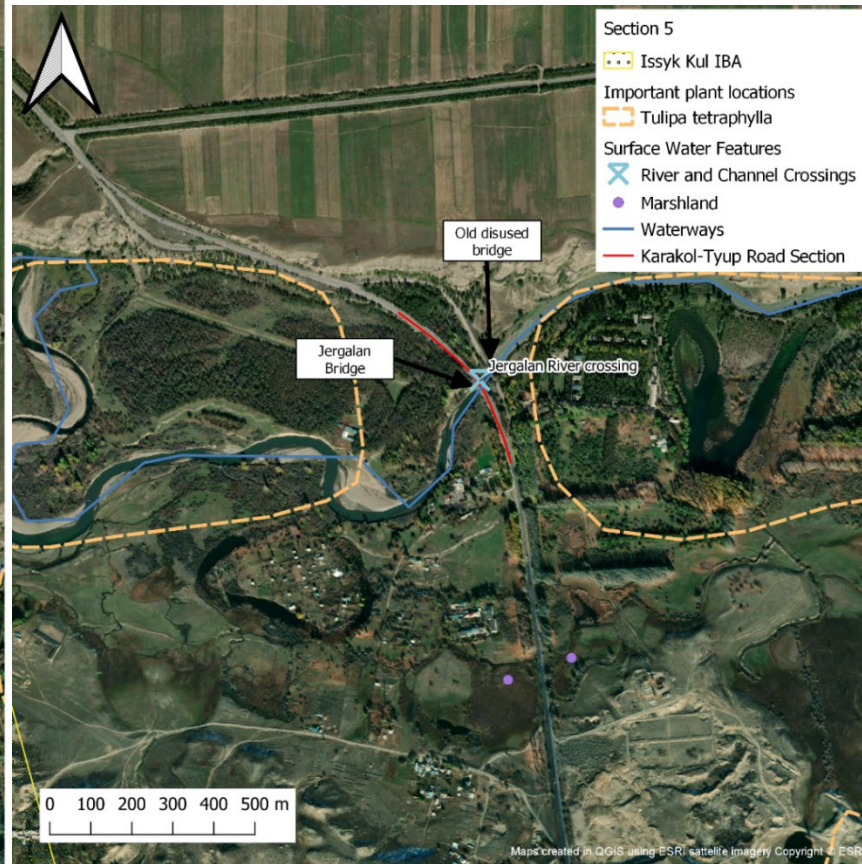 Section 5
Issyk Kul IBA
Important plant locations
Tulipa tetraphylla
Surface Water Features
River and Channel Crossings
Marshland
Waterways
Karakol-Tyup Road Section
Old disused
bridge
Jergalan
Bridge
Jergalan River crossing
0 100 200 300 400 500 m
Maps created in QGIS using ESRI sattelite imagery Copyright © ESR